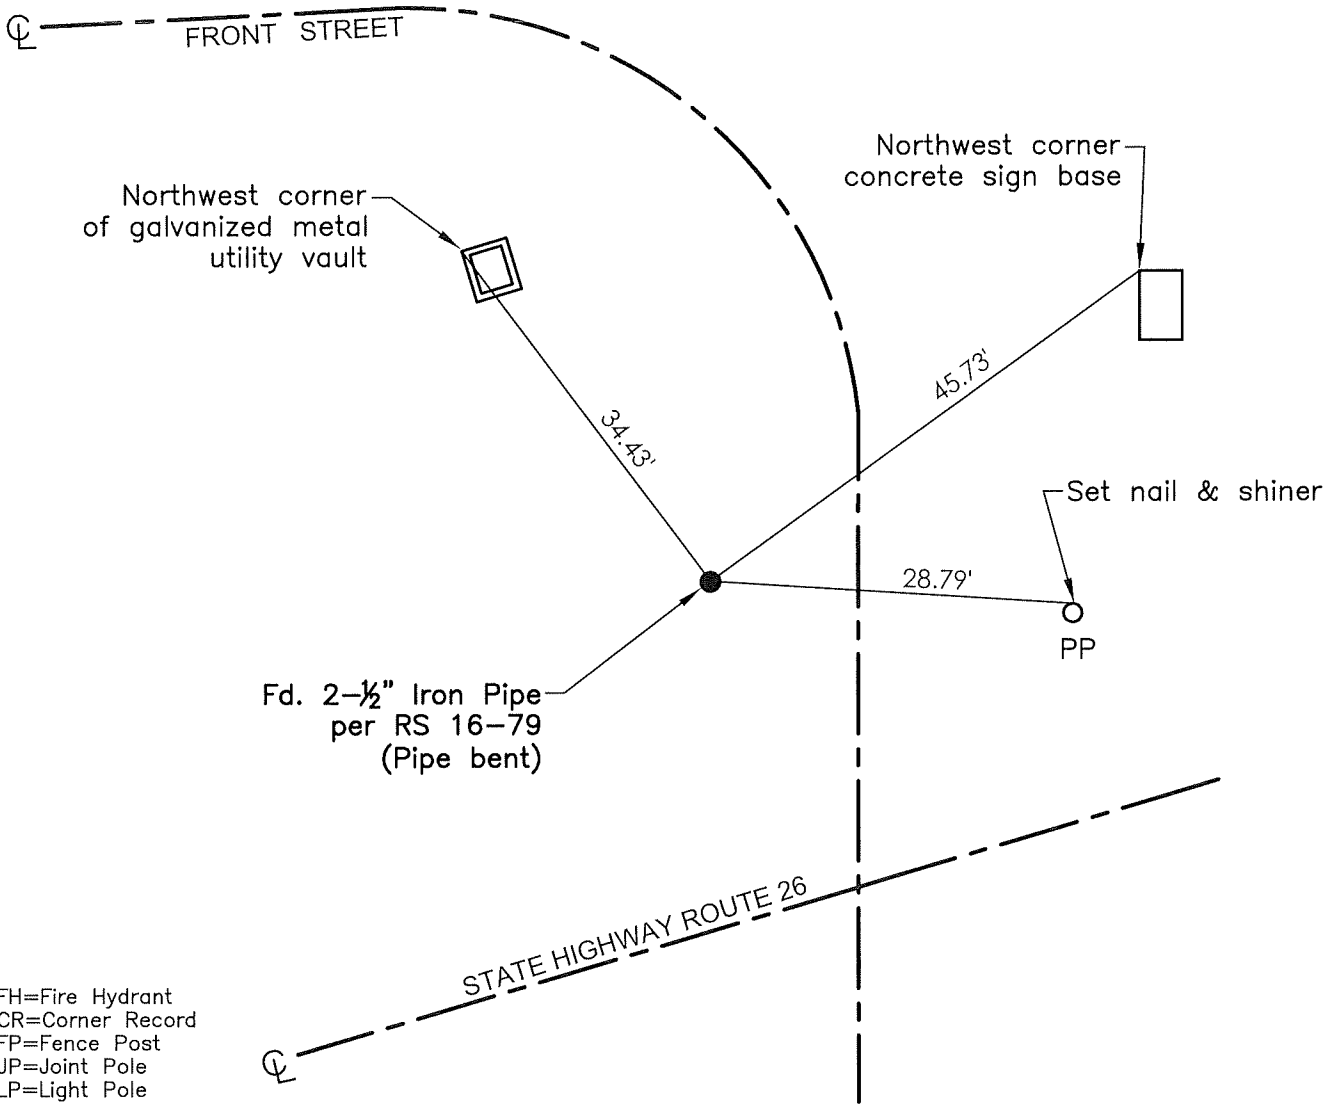 ℄
FRONT STREET
Northwest corner
concrete sign base
Northwest corner
of galvanized metal
utility vault
45.73'
34.43'
Set nail & shiner
28.79'
PP
Fd. 2-½" Iron Pipe
per RS 16-79
(Pipe bent)
STATE HIGHWAY ROUTE 26
℄
FH=Fire Hydrant
CR=Corner Record
FP=Fence Post
JP=Joint Pole
LP=Light Pole